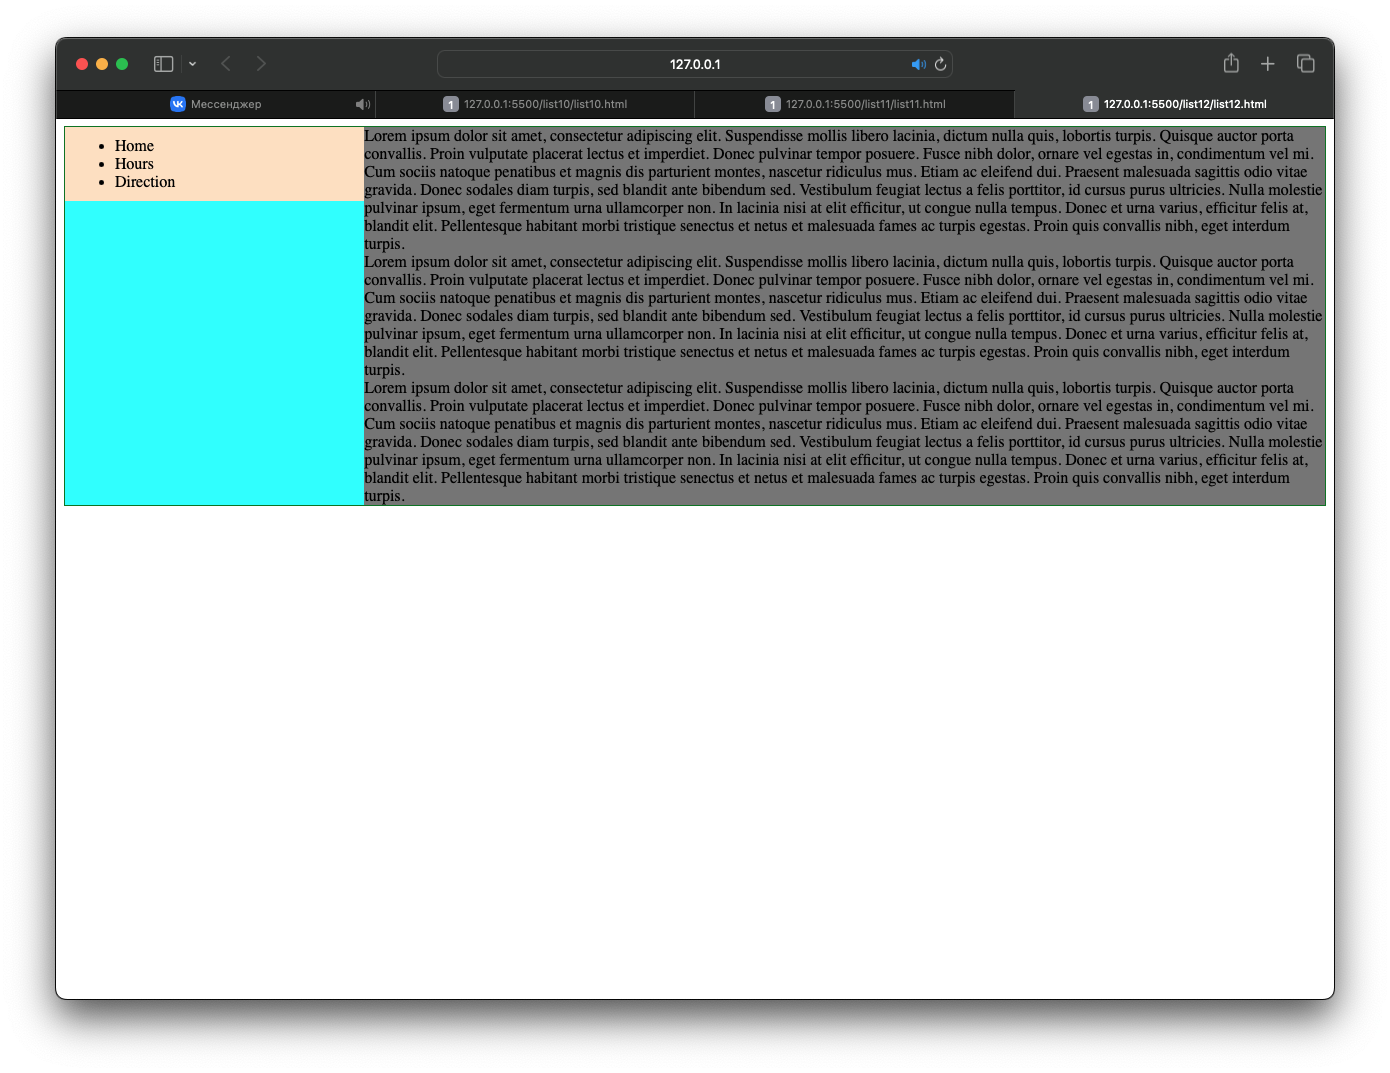 127.0.0.1
Мессенджер
1 127.0.0.1:5500/list10/list10.html
1 127.0.0.1:5500/list11/list11.html
1 127.0.0.1:5500/list12/list12.html
• Home
• Hours
• Direction
Lorem ipsum dolor sit amet, consectetur adipiscing elit. Suspendisse mollis libero lacinia, dictum nulla quis, lobortis turpis. Quisque auctor porta
convallis. Proin vulputate placerat lectus et imperdiet. Donec pulvinar tempor posuere. Fusce nibh dolor, ornare vel egestas in, condimentum vel mi.
Cum sociis natoque penatibus et magnis dis parturient montes, nascetur ridiculus mus. Etiam ac eleifend dui. Praesent malesuada sagittis odio vitae
gravida. Donec sodales diam turpis, sed blandit ante bibendum sed. Vestibulum feugiat lectus a felis porttitor, id cursus purus ultricies. Nulla molestie
pulvinar ipsum, eget fermentum urna ullamcorper non. In lacinia nisi at elit efficitur, ut congue nulla tempus. Donec et urna varius, efficitur felis at,
blandit elit. Pellentesque habitant morbi tristique senectus et netus et malesuada fames ac turpis egestas. Proin quis convallis nibh, eget interdum
turpis.
Lorem ipsum dolor sit amet, consectetur adipiscing elit. Suspendisse mollis libero lacinia, dictum nulla quis, lobortis turpis. Quisque auctor porta
convallis. Proin vulputate placerat lectus et imperdiet. Donec pulvinar tempor posuere. Fusce nibh dolor, ornare vel egestas in, condimentum vel mi.
Cum sociis natoque penatibus et magnis dis parturient montes, nascetur ridiculus mus. Etiam ac eleifend dui. Praesent malesuada sagittis odio vitae
gravida. Donec sodales diam turpis, sed blandit ante bibendum sed. Vestibulum feugiat lectus a felis porttitor, id cursus purus ultricies. Nulla molestie
pulvinar ipsum, eget fermentum urna ullamcorper non. In lacinia nisi at elit efficitur, ut congue nulla tempus. Donec et urna varius, efficitur felis at,
blandit elit. Pellentesque habitant morbi tristique senectus et netus et malesuada fames ac turpis egestas. Proin quis convallis nibh, eget interdum
turpis.
Lorem ipsum dolor sit amet, consectetur adipiscing elit. Suspendisse mollis libero lacinia, dictum nulla quis, lobortis turpis. Quisque auctor porta
convallis. Proin vulputate placerat lectus et imperdiet. Donec pulvinar tempor posuere. Fusce nibh dolor, ornare vel egestas in, condimentum vel mi.
Cum sociis natoque penatibus et magnis dis parturient montes, nascetur ridiculus mus. Etiam ac eleifend dui. Praesent malesuada sagittis odio vitae
gravida. Donec sodales diam turpis, sed blandit ante bibendum sed. Vestibulum feugiat lectus a felis porttitor, id cursus purus ultricies. Nulla molestie
pulvinar ipsum, eget fermentum urna ullamcorper non. In lacinia nisi at elit efficitur, ut congue nulla tempus. Donec et urna varius, efficitur felis at,
blandit elit. Pellentesque habitant morbi tristique senectus et netus et malesuada fames ac turpis egestas. Proin quis convallis nibh, eget interdum
turpis.